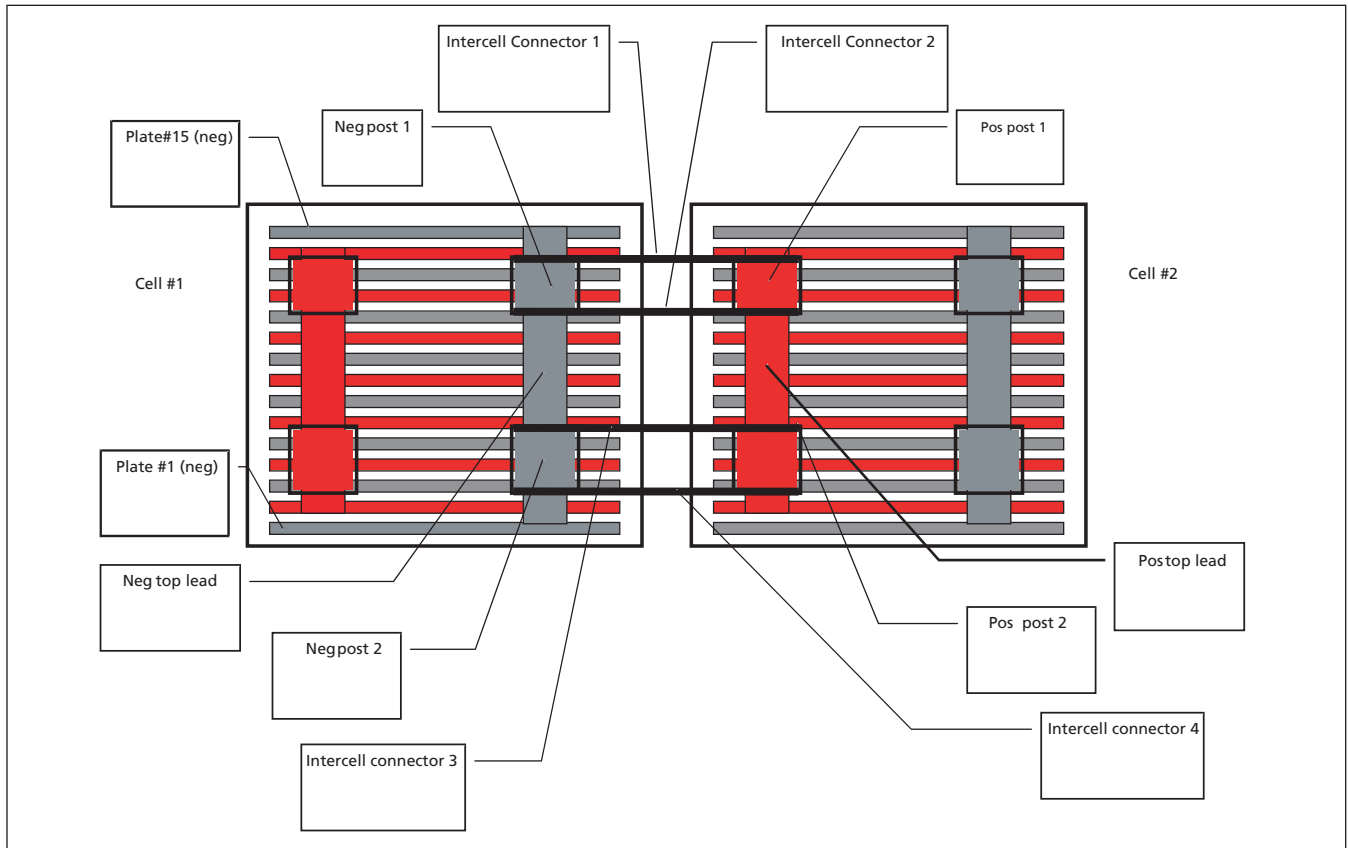 Intercell Connector 1
Intercell Connector 2
Plate#15 (neg)
Neg post 1
Pos post 1
Cell #1
Cell #2
Plate #1 (neg)
Neg top lead
Pos top lead
Neg post 2
Pos post 2
Intercell connector 3
Intercell connector 4